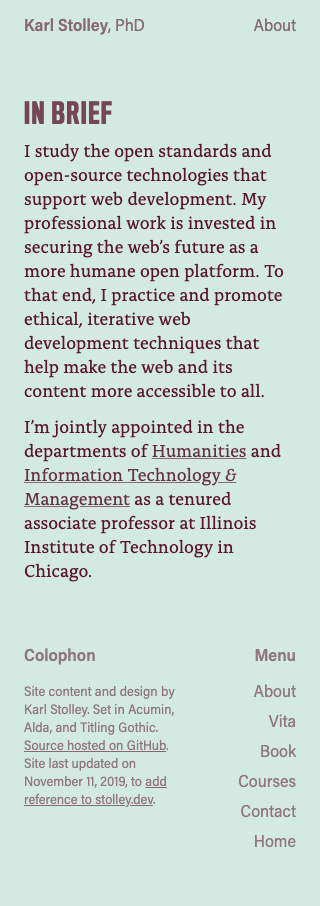 Karl Stolley, PhD
About
IN BRIEF
I study the open standards and
open-source technologies that
support web development. My
professional work is invested in
securing the web’s future as a
more humane open platform. To
that end, I practice and promote
ethical, iterative web
development techniques that
help make the web and its
content more accessible to all.
I’m jointly appointed in the
departments of Humanities and
Information Technology &
Management as a tenured
associate professor at Illinois
Institute of Technology in
Chicago.
Colophon
Site content and design by
Karl Stolley. Set in Acumin,
Alda, and Titling Gothic.
Source hosted on GitHub.
Site last updated on
November 11, 2019, to add
reference to stolley.dev.
Menu
About
Vita
Book
Courses
Contact
Home